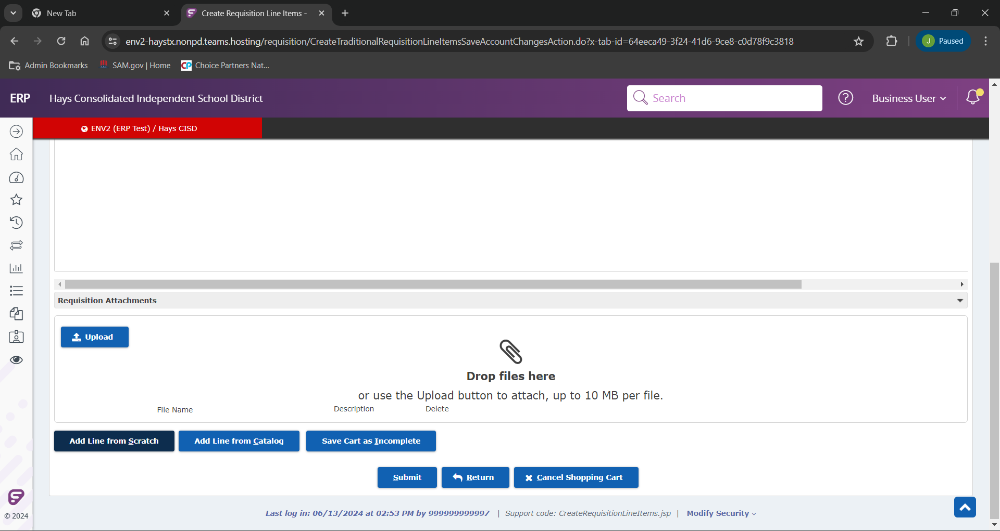 New Tab
Create Requisition Line Items -
env2-haystx.nonpd.teams.hosting/requisition/CreateTraditionalRequisitionLineItemsSaveAccountChangesAction.do?x-tab-id=64eeca49-3f24-41d6-9ce8-c0d78f9c3818
J Paused
Admin Bookmarks
SAM.gov | Home
CP Choice Partners Nat...
ERP
Hays Consolidated Independent School District
Search
Business User
ENV2 (ERP Test) / Hays CISD
Requisition Attachments
Upload
Drop files here
or use the Upload button to attach, up to 10 MB per file.
File Name Description Delete
Add Line from Scratch
Add Line from Catalog
Save Cart as Incomplete
Submit
Return
Cancel Shopping Cart
© 2024
Last log in: 06/13/2024 at 02:53 PM by 999999999997 | Support code: CreateRequisitionLineItems.jsp | Modify Security